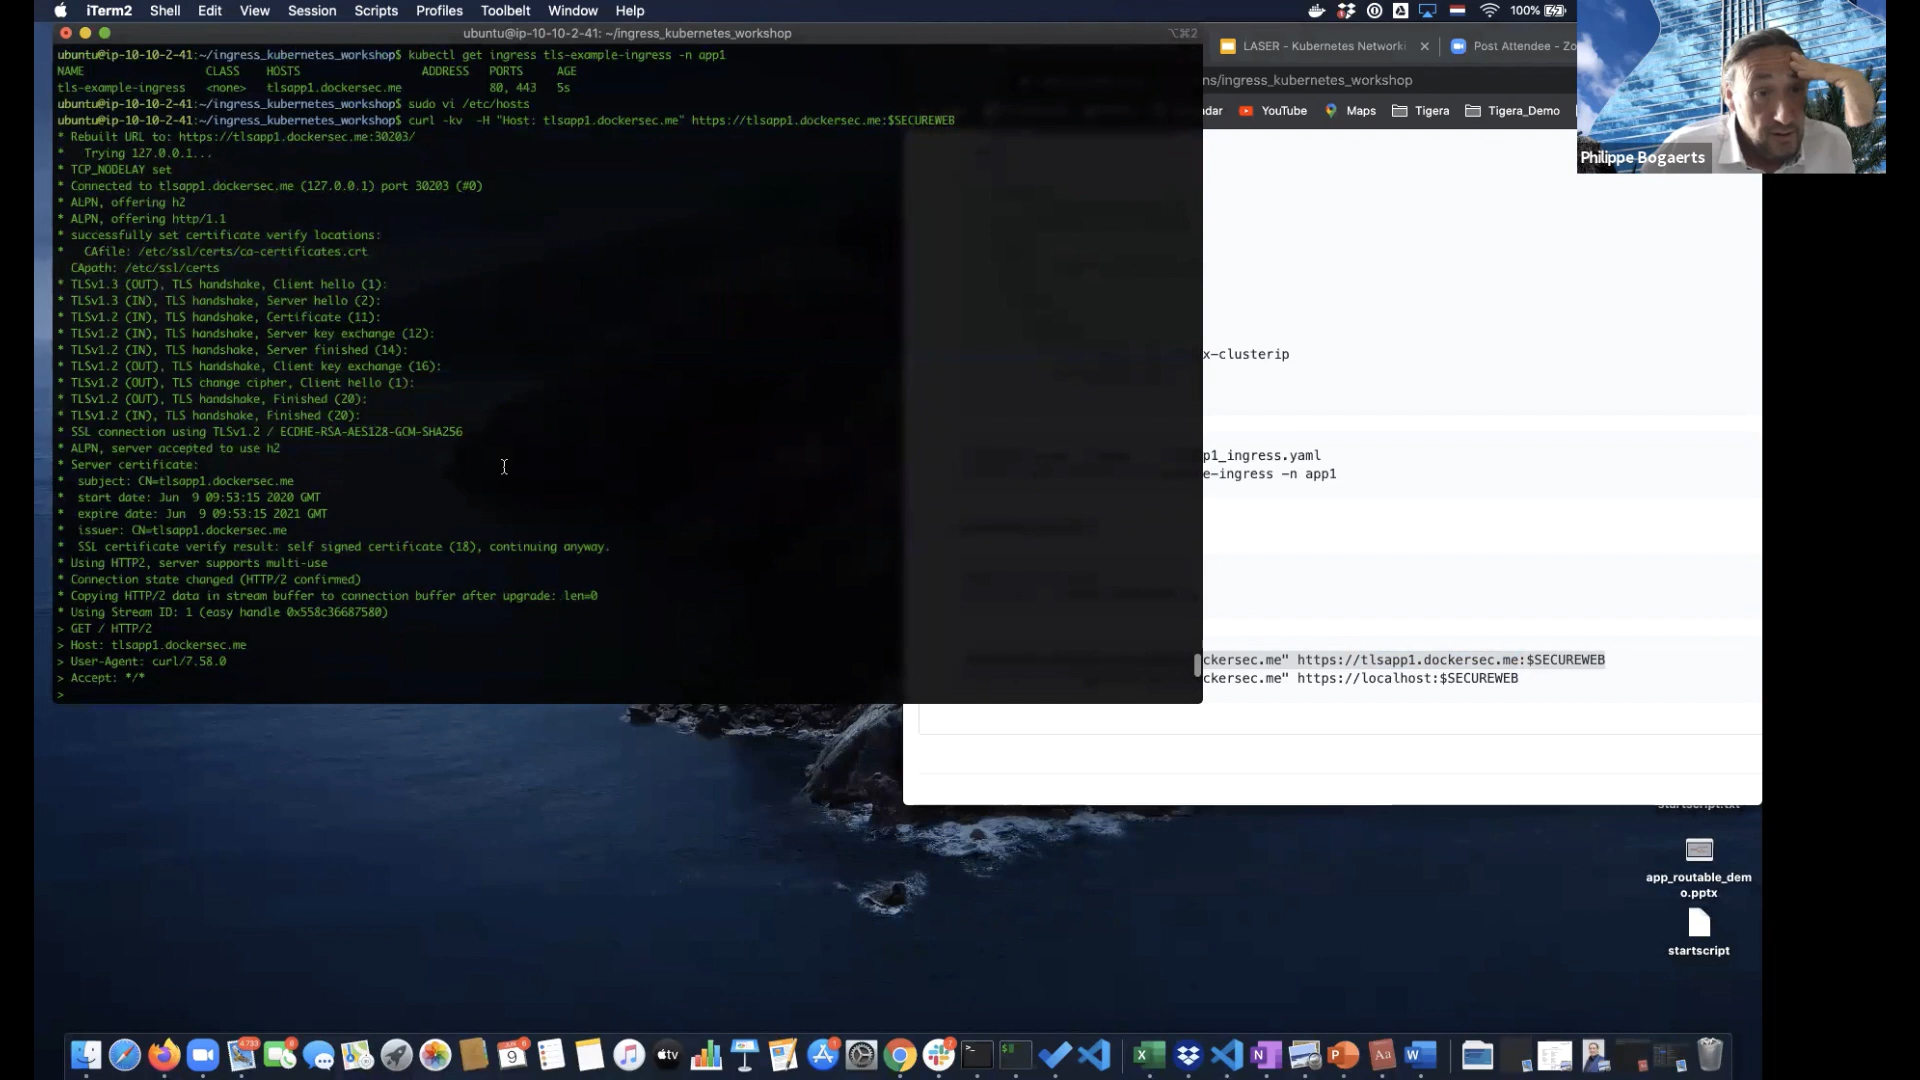 iTerm2 Shell Edit View Session Scripts Profiles Toolbelt Window Help 100%
ubuntu@ip-10-10-2-41: ~/ingress_kubernetes_workshop ⌥⌘2
ubuntu@ip-10-10-2-41:~/ingress_kubernetes_workshop$ kubectl get ingress tls-example-ingress -n app1
NAME CLASS HOSTS ADDRESS PORTS AGE
tls-example-ingress <none> tlsapp1.dockersec.me 80, 443 5s
ubuntu@ip-10-10-2-41:~/ingress_kubernetes_workshop$ sudo vi /etc/hosts
ubuntu@ip-10-10-2-41:~/ingress_kubernetes_workshop$ curl -kv -H "Host: tlsapp1.dockersec.me" https://tlsapp1.dockersec.me:$SECUREWEB
* Rebuilt URL to: https://tlsapp1.dockersec.me:30203/
* Trying 127.0.0.1...
* TCP_NODELAY set
* Connected to tlsapp1.dockersec.me (127.0.0.1) port 30203 (#0)
* ALPN, offering h2
* ALPN, offering http/1.1
* successfully set certificate verify locations:
* CAfile: /etc/ssl/certs/ca-certificates.crt
CApath: /etc/ssl/certs
* TLSv1.3 (OUT), TLS handshake, Client hello (1):
* TLSv1.3 (IN), TLS handshake, Server hello (2):
* TLSv1.2 (IN), TLS handshake, Certificate (11):
* TLSv1.2 (IN), TLS handshake, Server key exchange (12):
* TLSv1.2 (IN), TLS handshake, Server finished (14):
* TLSv1.2 (OUT), TLS handshake, Client key exchange (16):
* TLSv1.2 (OUT), TLS change cipher, Client hello (1):
* TLSv1.2 (OUT), TLS handshake, Finished (20):
* TLSv1.2 (IN), TLS handshake, Finished (20):
* SSL connection using TLSv1.2 / ECDHE-RSA-AES128-GCM-SHA256
* ALPN, server accepted to use h2
* Server certificate:
* subject: CN=tlsapp1.dockersec.me
* start date: Jun 9 09:53:15 2020 GMT
* expire date: Jun 9 09:53:15 2021 GMT
* issuer: CN=tlsapp1.dockersec.me
* SSL certificate verify result: self signed certificate (18), continuing anyway.
* Using HTTP2, server supports multi-use
* Connection state changed (HTTP/2 confirmed)
* Copying HTTP/2 data in stream buffer to connection buffer after upgrade: len=0
* Using Stream ID: 1 (easy handle 0x558c36687580)
> GET / HTTP/2
> Host: tlsapp1.dockersec.me
> User-Agent: curl/7.58.0
> Accept: */*
>
LASER - Kubernetes Networki Post Attendee - Zo
ns/ingress_kubernetes_workshop
ndar YouTube Maps Tigera Tigera_Demo
Philippe Bogaerts
x-clusterip
p1_ingress.yaml
e-ingress -n app1
ckersec.me" https://tlsapp1.dockersec.me:$SECUREWEB
ckersec.me" https://localhost:$SECUREWEB
startscript.txt
app_routable_dem
o.pptx
startscript